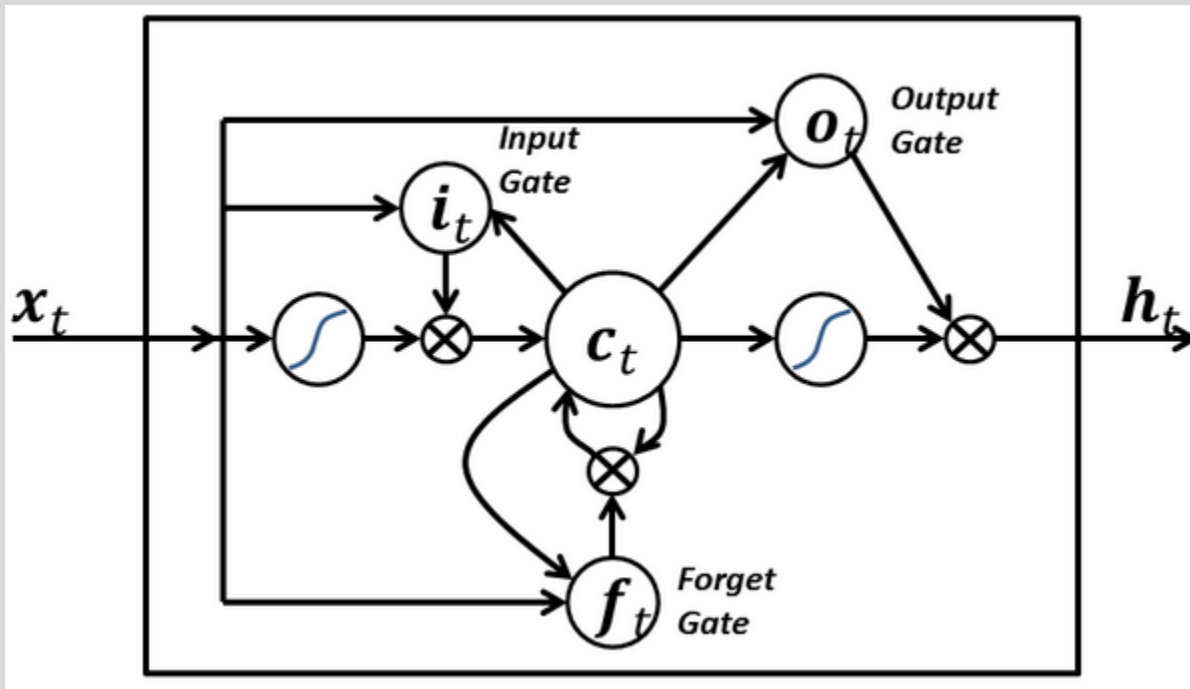 o_t
Output
Gate
Input
Gate
i_t
x_t
c_t
h_t
f_t
Forget
Gate